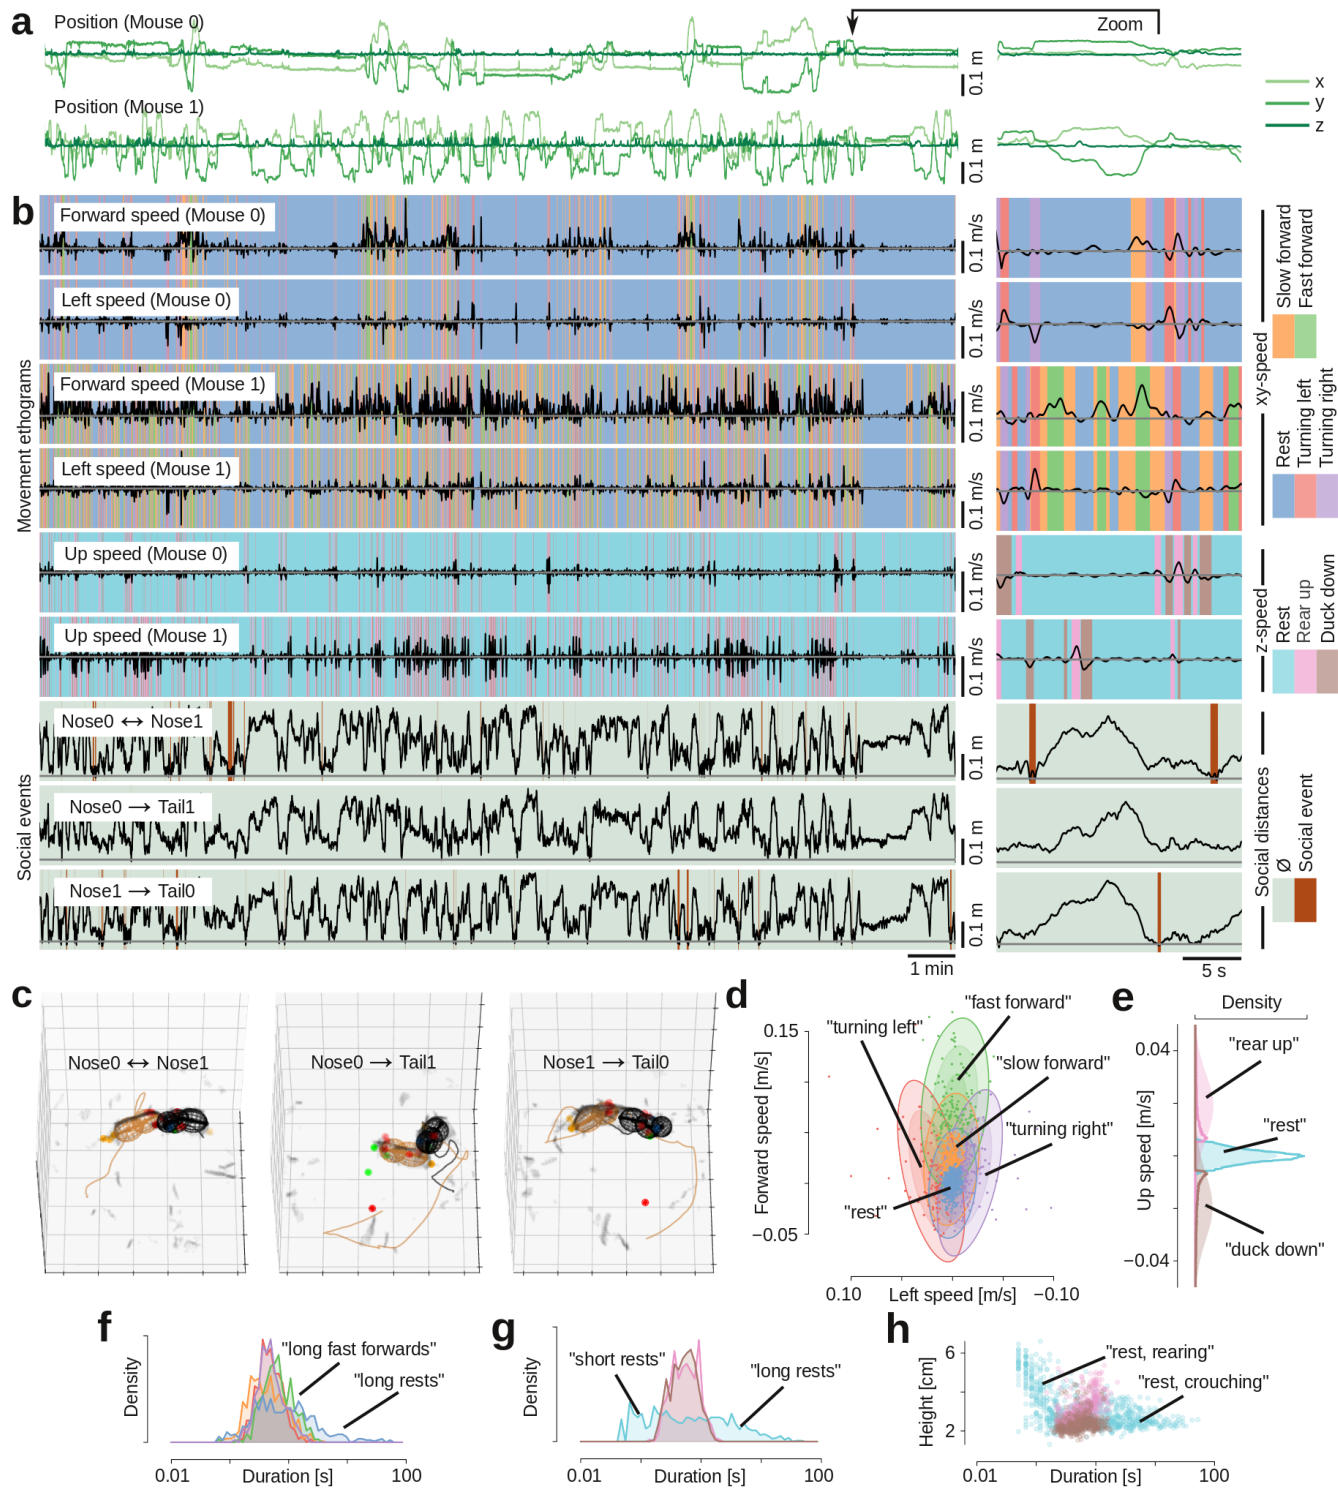 a
Position (Mouse 0)
Zoom
0.1 m
x
y
z
Position (Mouse 1)
0.1 m
b
Movement ethograms
Forward speed (Mouse 0)
0.1 m/s
Left speed (Mouse 0)
0.1 m/s
Forward speed (Mouse 1)
0.1 m/s
Left speed (Mouse 1)
0.1 m/s
Up speed (Mouse 0)
0.1 m/s
Up speed (Mouse 1)
0.1 m/s
Social events
Nose0 ↔ Nose1
0.1 m
Nose0 → Tail1
0.1 m
Nose1 → Tail0
0.1 m
1 min
5 s
xy-speed
Slow forward
Fast forward
Rest
Turning left
Turning right
z-speed
Rest
Rear up
Duck down
Social distances
Ø
Social event
c
Nose0 ↔ Nose1
Nose0 → Tail1
Nose1 → Tail0
d
"fast forward"
0.15
"turning left"
"slow forward"
"turning right"
"rest"
Forward speed [m/s]
−0.05
0.10
Left speed [m/s]
−0.10
e
Density
0.04
"rear up"
"rest"
Up speed [m/s]
"duck down"
−0.04
f
"long fast forwards"
"long rests"
Density
0.01
Duration [s]
100
g
"short rests"
"long rests"
Density
0.01
Duration [s]
100
h
6
"rest, rearing"
"rest, crouching"
Height [cm]
2
0.01
Duration [s]
100